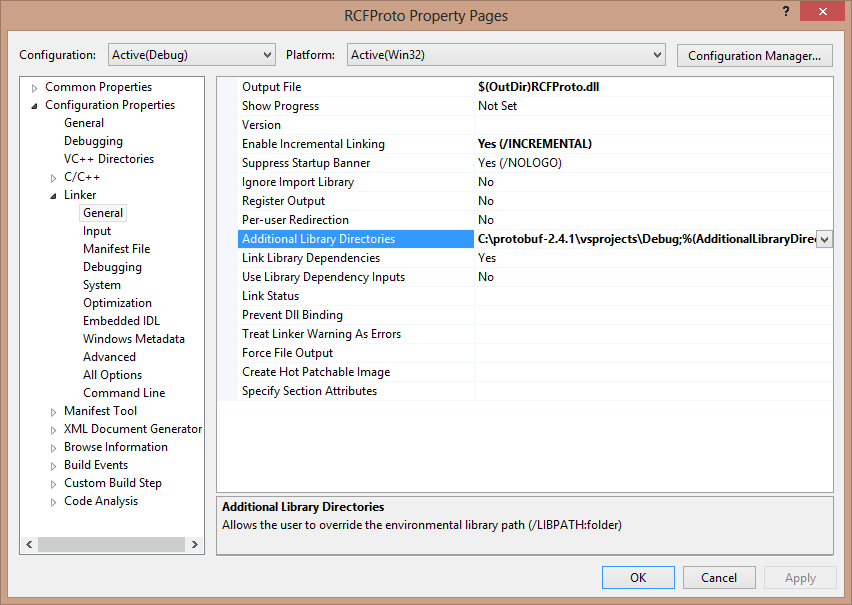 RCFProto Property Pages
?
Configuration: Active(Debug) Platform: Active(Win32) Configuration Manager...
Common Properties
Configuration Properties
General
Debugging
VC++ Directories
C/C++
Linker
General
Input
Manifest File
Debugging
System
Optimization
Embedded IDL
Windows Metadata
Advanced
All Options
Command Line
Manifest Tool
XML Document Generator
Browse Information
Build Events
Custom Build Step
Code Analysis
Output File $(OutDir)RCFProto.dll
Show Progress Not Set
Version
Enable Incremental Linking Yes (/INCREMENTAL)
Suppress Startup Banner Yes (/NOLOGO)
Ignore Import Library No
Register Output No
Per-user Redirection No
Additional Library Directories C:\protobuf-2.4.1\vsprojects\Debug;%(AdditionalLibraryDire
Link Library Dependencies Yes
Use Library Dependency Inputs No
Link Status
Prevent Dll Binding
Treat Linker Warning As Errors
Force File Output
Create Hot Patchable Image
Specify Section Attributes
Additional Library Directories
Allows the user to override the environmental library path (/LIBPATH:folder)
OK Cancel Apply